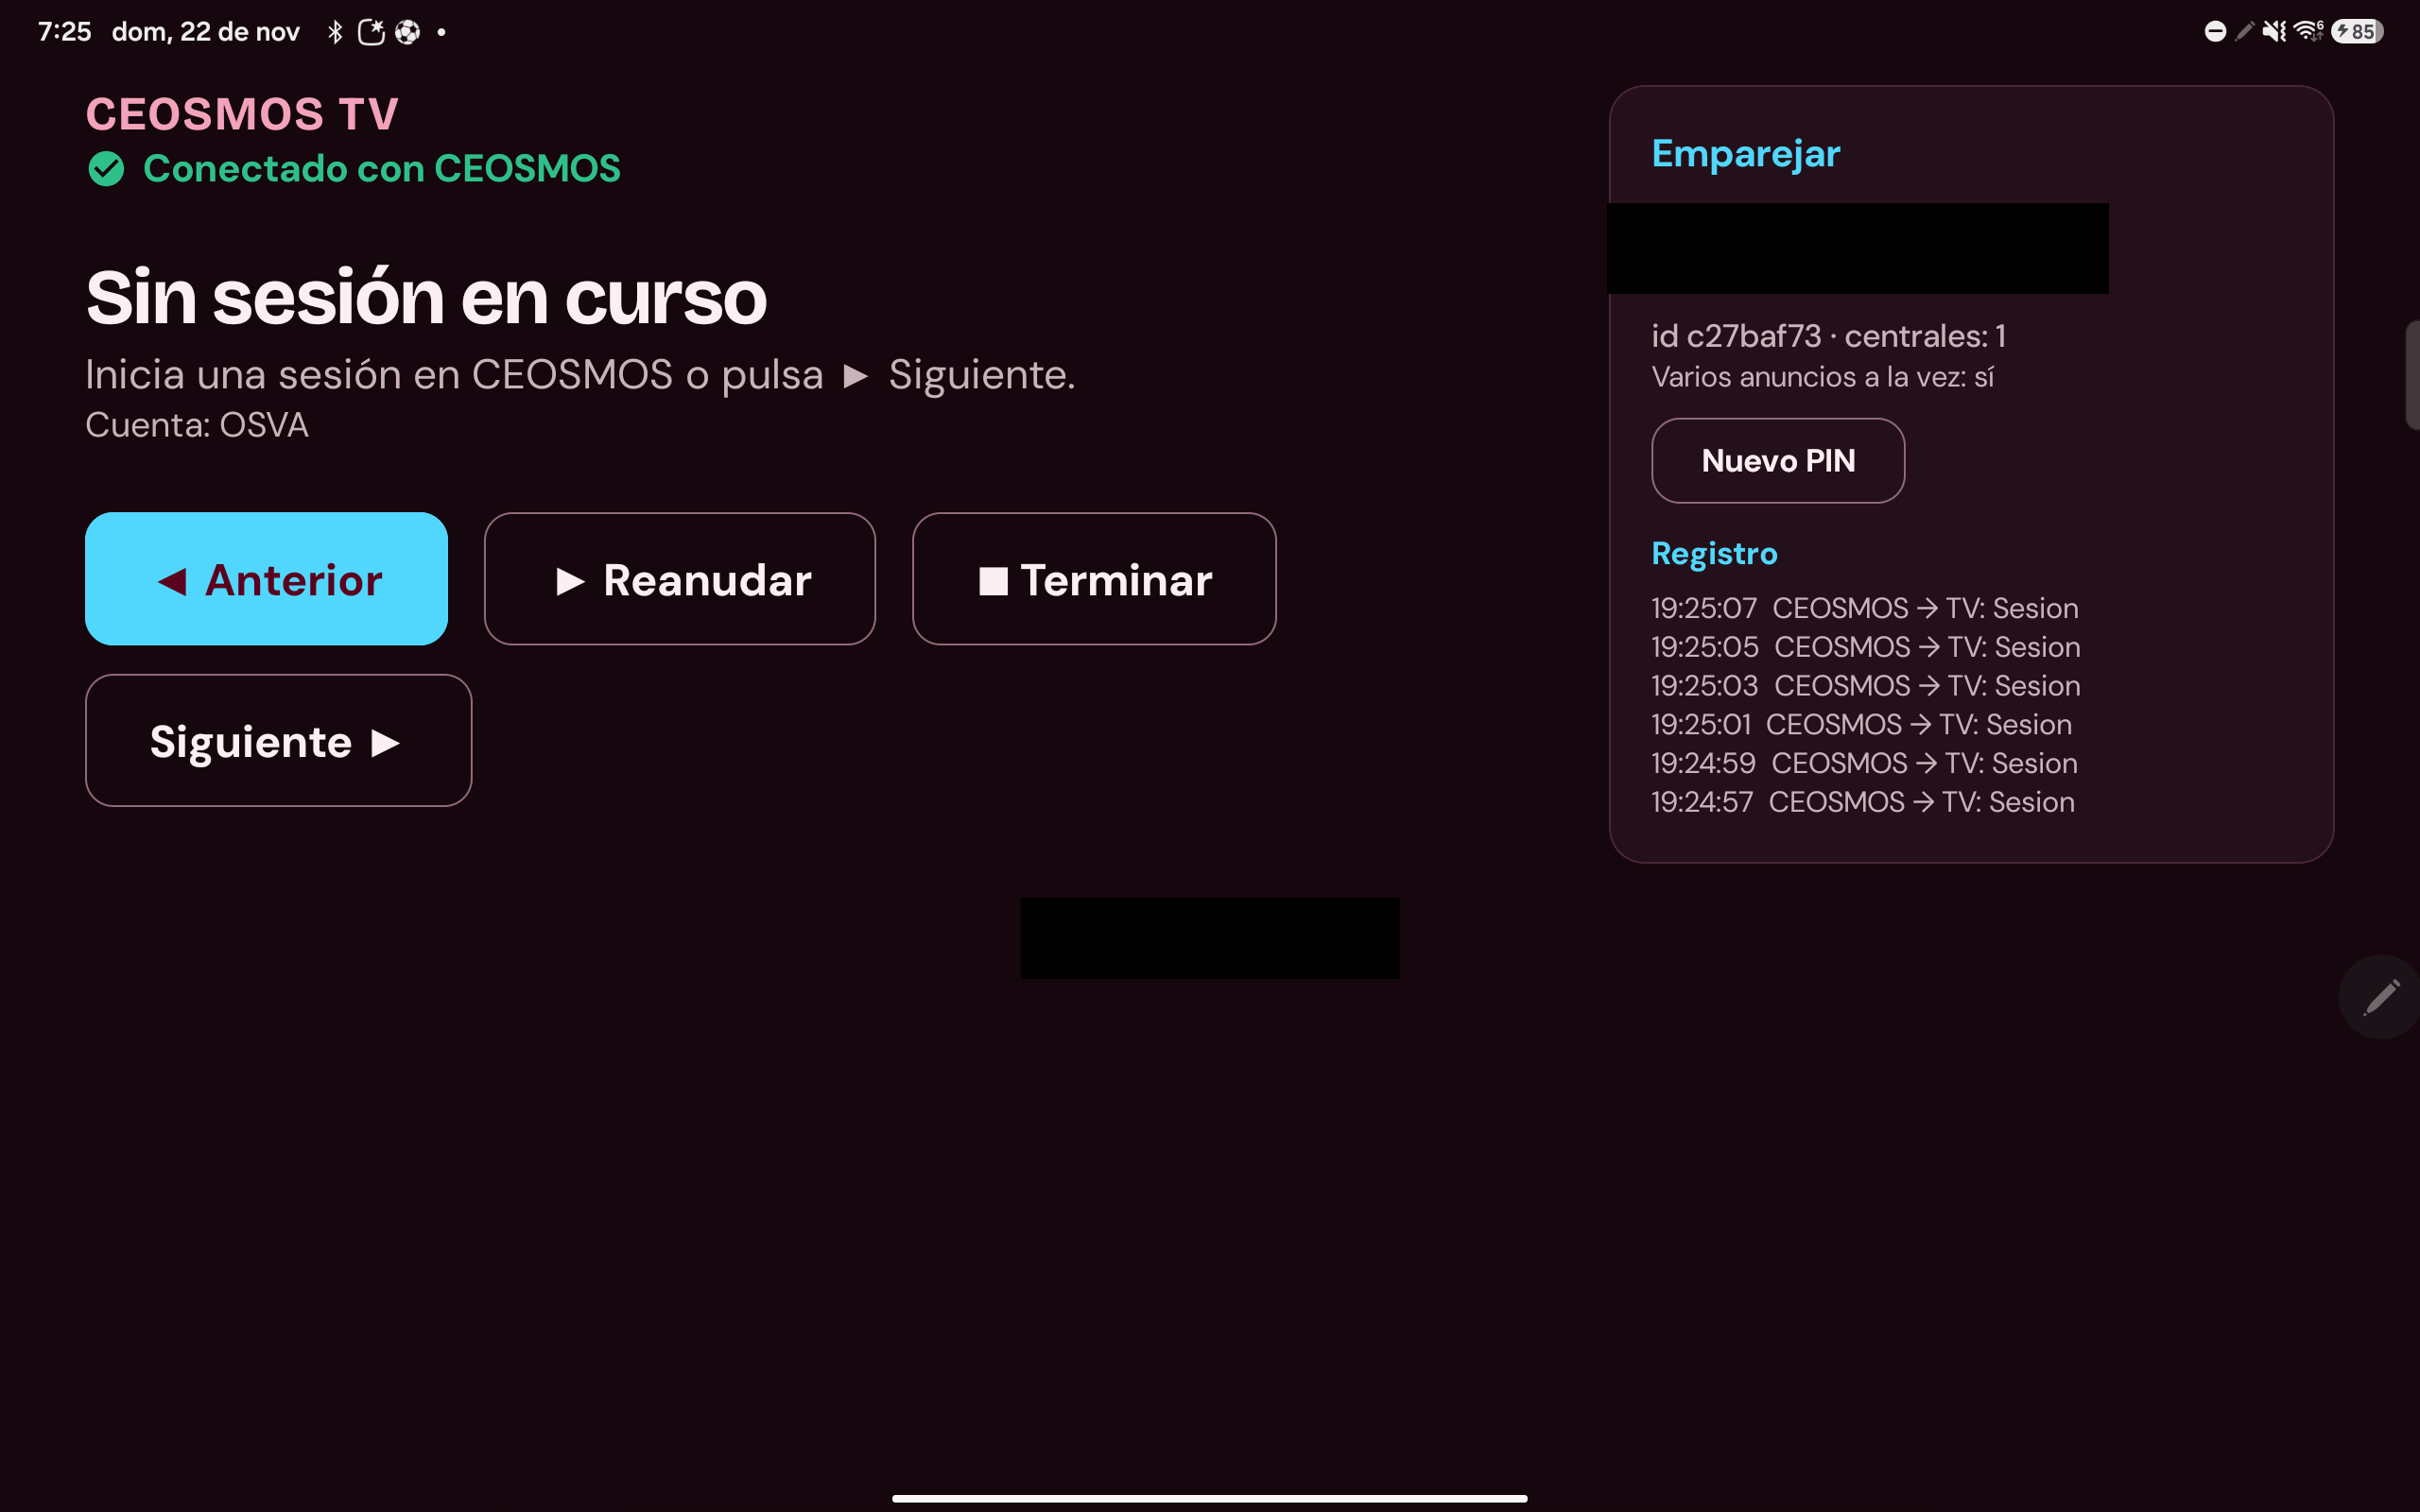 7:25 dom, 22 de nov
6 85
CEOSMOS TV
Conectado con CEOSMOS
Sin sesión en curso
Inicia una sesión en CEOSMOS o pulsa ► Siguiente.
Cuenta: OSVA
◄ Anterior
► Reanudar
■ Terminar
Siguiente ►
Emparejar
id c27baf73 · centrales: 1
Varios anuncios a la vez: sí
Nuevo PIN
Registro
19:25:07 CEOSMOS → TV: Sesion
19:25:05 CEOSMOS → TV: Sesion
19:25:03 CEOSMOS → TV: Sesion
19:25:01 CEOSMOS → TV: Sesion
19:24:59 CEOSMOS → TV: Sesion
19:24:57 CEOSMOS → TV: Sesion